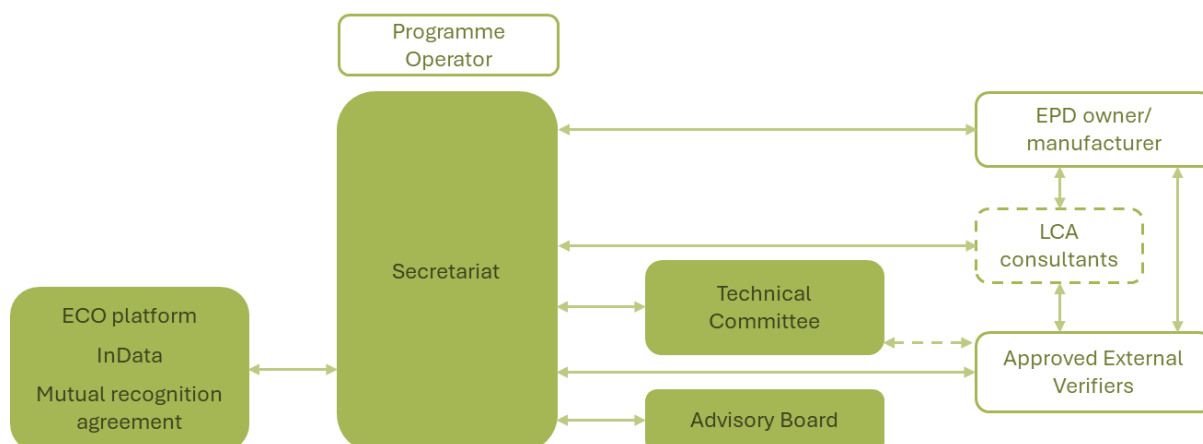 Programme
Operator
EPD owner/
manufacturer
LCA
consultants
Secretariat
Technical
Committee
ECO platform
InData
Mutual recognition
agreement
Approved External
Verifiers
Advisory Board